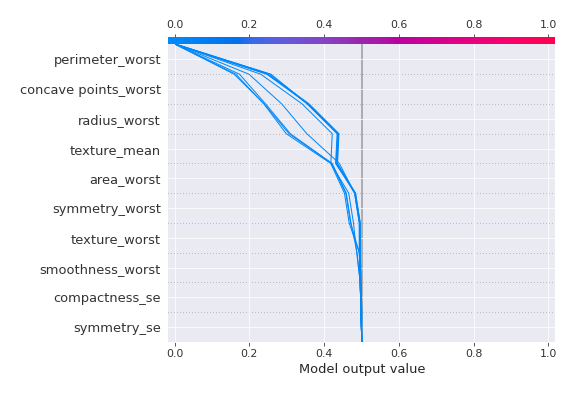 0.0 0.2 0.4 0.6 0.8 1.0
perimeter_worst
concave points_worst
radius_worst
texture_mean
area_worst
symmetry_worst
texture_worst
smoothness_worst
compactness_se
symmetry_se
0.0 0.2 0.4 0.6 0.8 1.0
Model output value